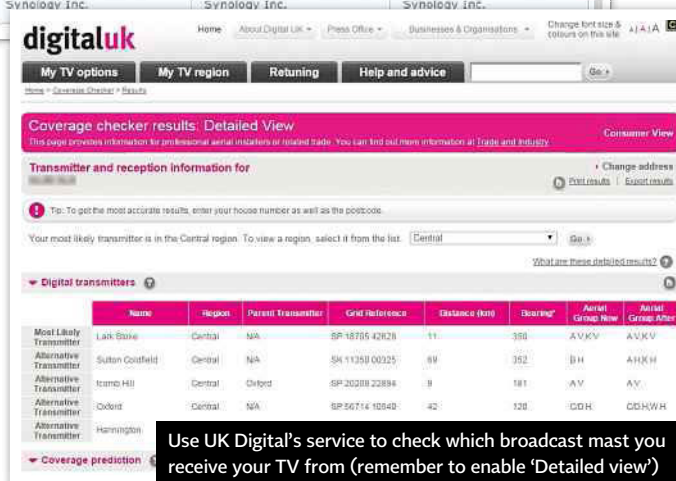 Synology Inc. Synology Inc. Synology Inc.
digitaluk
Home About Digital UK Press Office Businesses & Organisations Change font size & colours on this site A|A|A
My TV options My TV region Retuning Help and advice Go
Home > Coverage Checker > Results
Coverage checker results: Detailed View
Consumer View
This page provides information for professional aerial installers or related trade. You can find out more information at Trade and Industry.
Transmitter and reception information for
Change address
Print results | Export results
Tip: To get the most accurate results, enter your house number as well as the postcode.
Your most likely transmitter is in the Central region. To view a region, select it from the list. Central Go
What are these detailed results?
Digital transmitters
Name Region Parent Transmitter Grid Reference Distance (km) Bearing* Aerial Group Now Aerial Group After
Most Likely Transmitter Lark Stoke Central N/A SP 18705 42628 11 350 A V,K V A V,K V
Alternative Transmitter Sutton Coldfield Central N/A SK 11350 00325 69 352 B H A H,K H
Alternative Transmitter Icomb Hill Central Oxford SP 20288 22894 9 181 A V A V
Alternative Transmitter Oxford Central N/A SP 56714 10540 42 120 C/D H C/D H,W H
Alternative Transmitter Hannington
Coverage prediction
Use UK Digital's service to check which broadcast mast you
receive your TV from (remember to enable 'Detailed view')